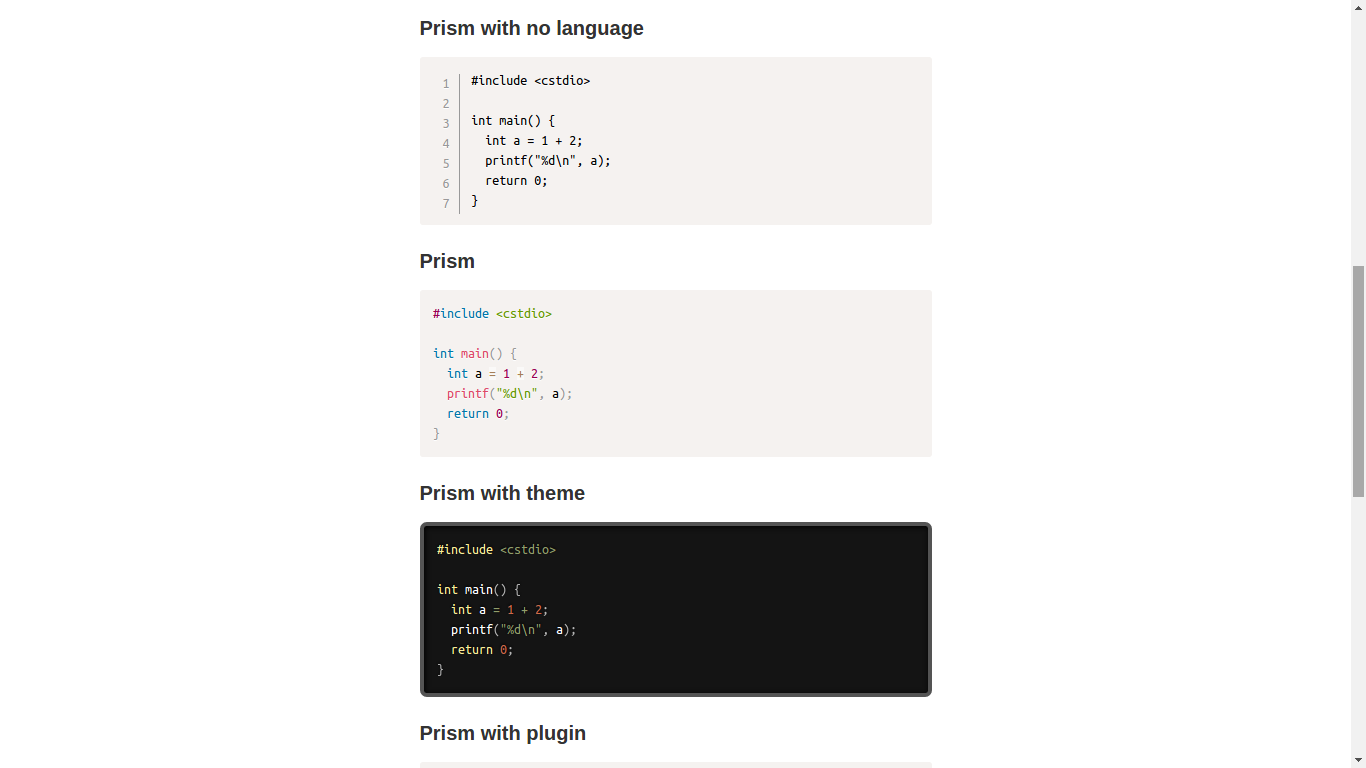 Prism with no language
1 #include <cstdio>
2
3 int main() {
4   int a = 1 + 2;
5   printf("%d\n", a);
6   return 0;
7 }
Prism
#include <cstdio>
int main() {
  int a = 1 + 2;
  printf("%d\n", a);
  return 0;
}
Prism with theme
#include <cstdio>
int main() {
  int a = 1 + 2;
  printf("%d\n", a);
  return 0;
}
Prism with plugin